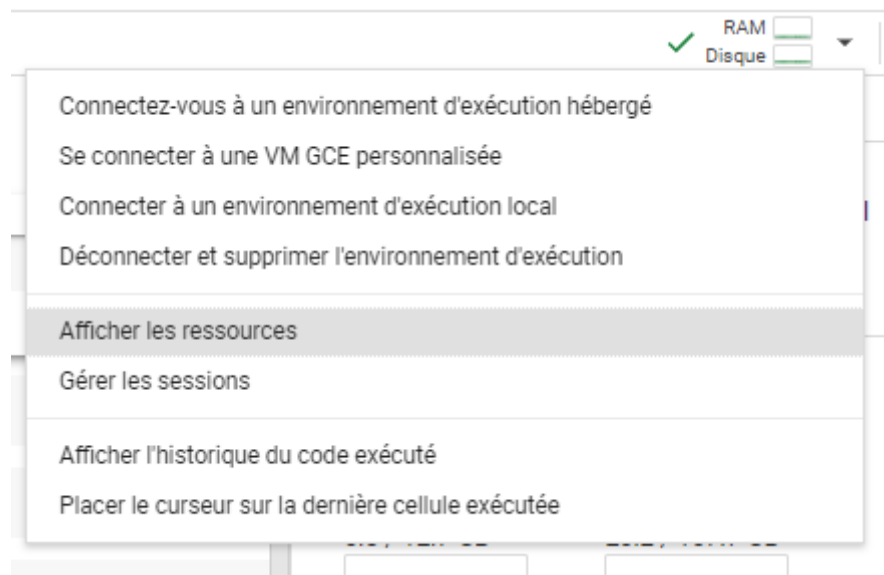 RAM
Disque
Connectez-vous à un environnement d'exécution hébergé
Se connecter à une VM GCE personnalisée
Connecter à un environnement d'exécution local
Déconnecter et supprimer l'environnement d'exécution
Afficher les ressources
Gérer les sessions
Afficher l'historique du code exécuté
Placer le curseur sur la dernière cellule exécutée